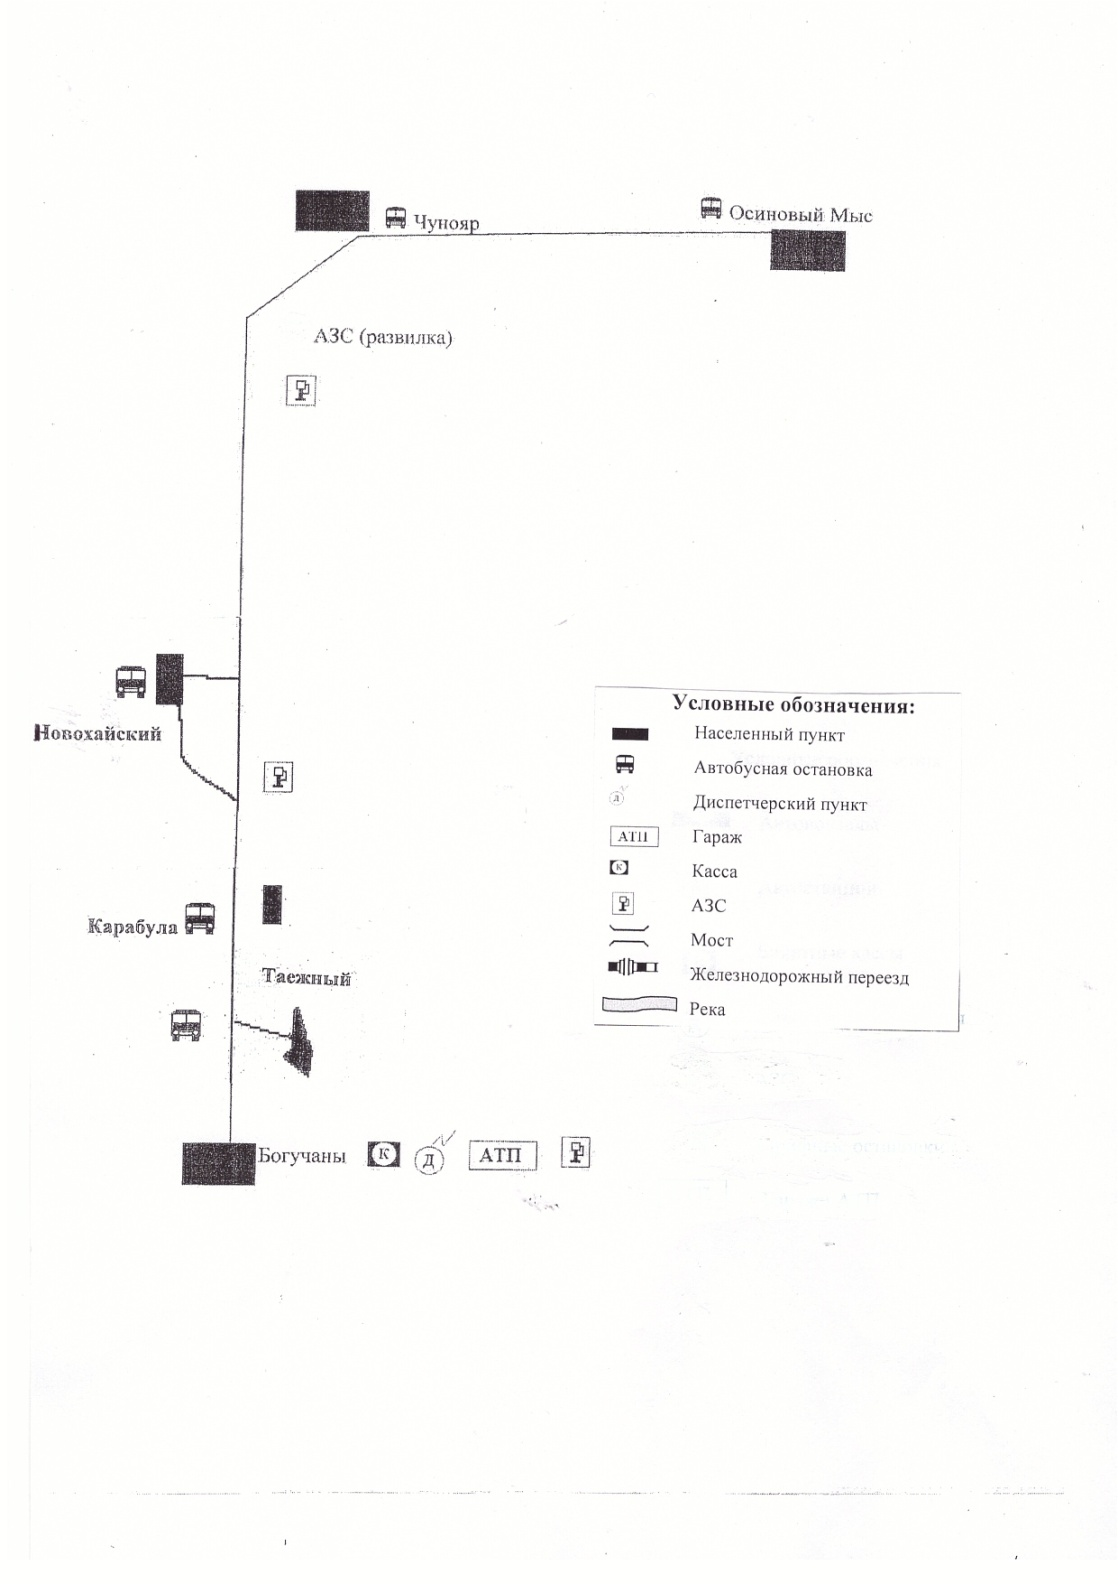 Чунояр
Осиновый Мыс
АЗС (развилка)
Новохайский
Карабула
Таежный
Богучаны
К
Д
АТП
Условные обозначения:
Населенный пункт
Автобусная остановка
Д Диспетчерский пункт
АТП Гараж
К Касса
АЗС
Мост
Железнодорожный переезд
Река